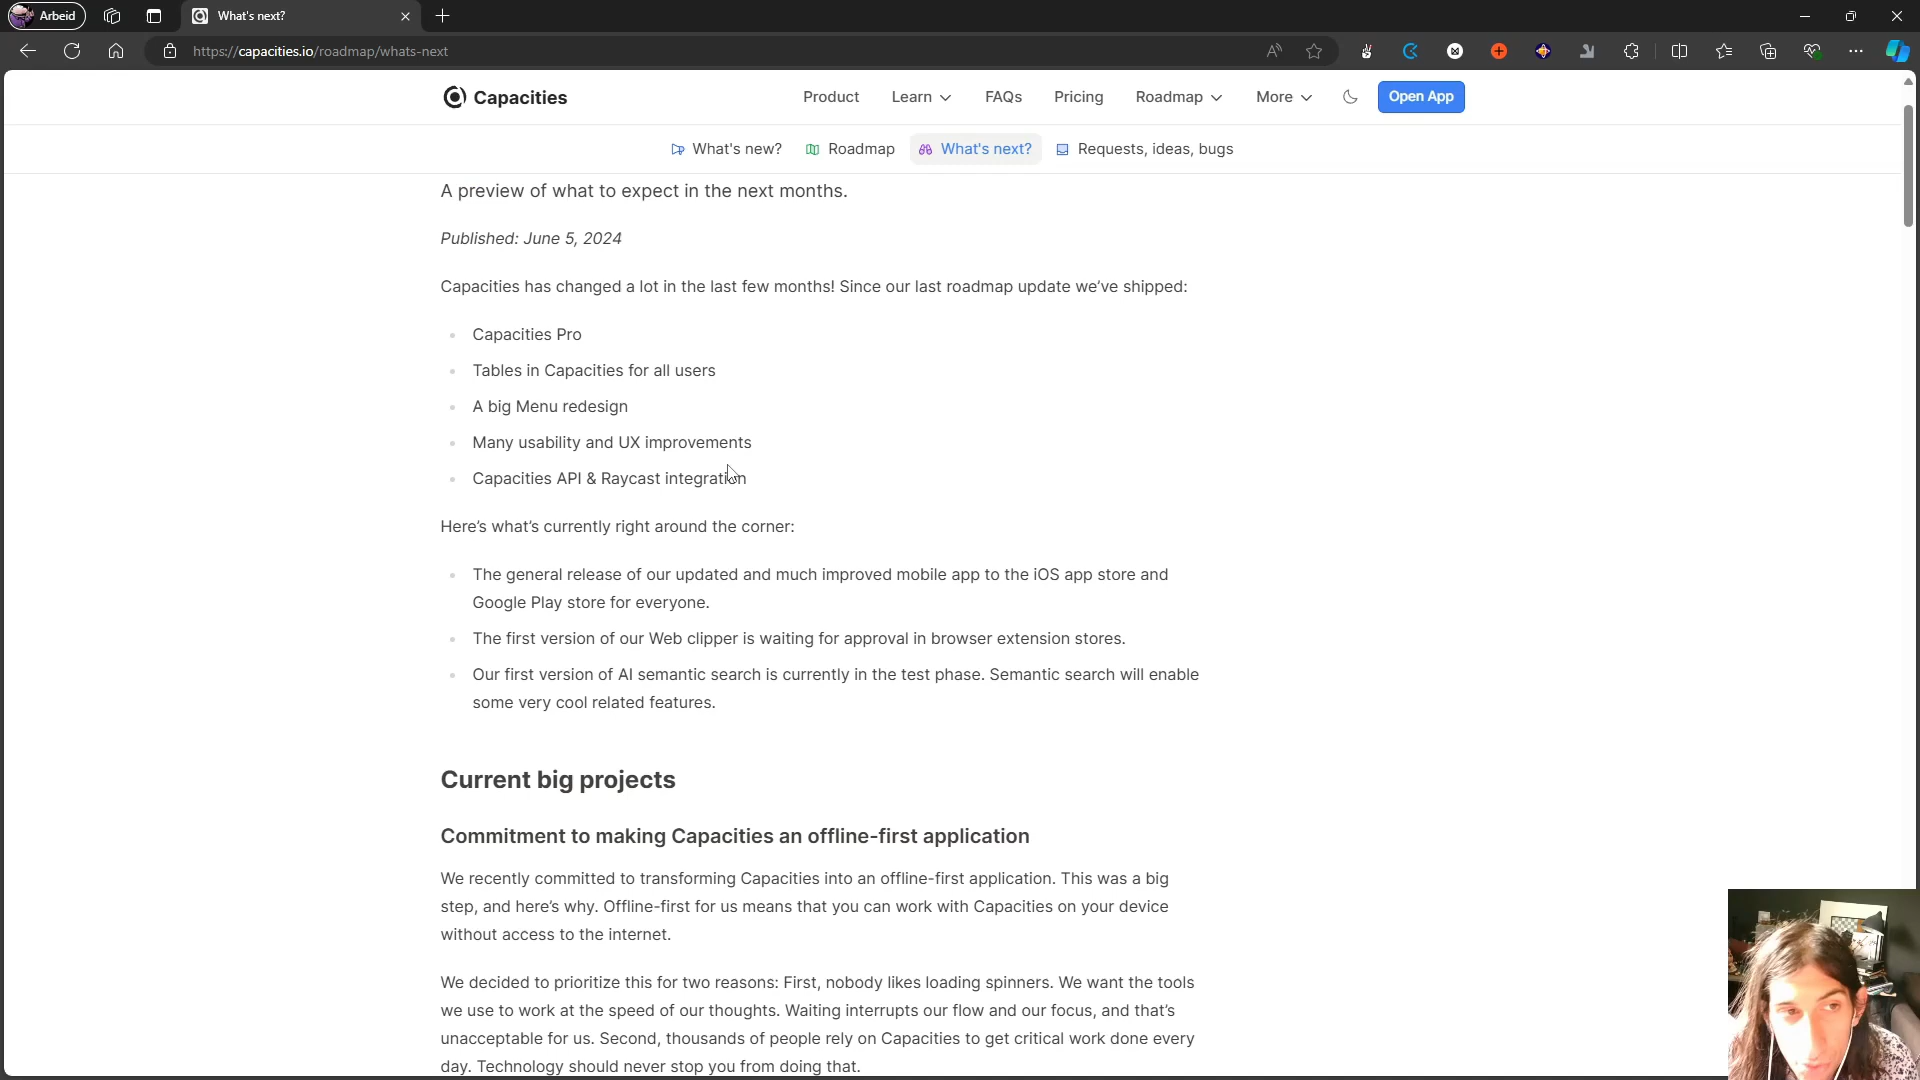 Arbeid
What's next?
https://capacities.io/roadmap/whats-next
Capacities
Product Learn FAQs Pricing Roadmap More Open App
What's new? Roadmap What's next? Requests, ideas, bugs
A preview of what to expect in the next months.
Published: June 5, 2024
Capacities has changed a lot in the last few months! Since our last roadmap update we've shipped:
Capacities Pro
Tables in Capacities for all users
A big Menu redesign
Many usability and UX improvements
Capacities API & Raycast integration
Here's what's currently right around the corner:
The general release of our updated and much improved mobile app to the iOS app store and
Google Play store for everyone.
The first version of our Web clipper is waiting for approval in browser extension stores.
Our first version of AI semantic search is currently in the test phase. Semantic search will enable
some very cool related features.
Current big projects
Commitment to making Capacities an offline-first application
We recently committed to transforming Capacities into an offline-first application. This was a big
step, and here's why. Offline-first for us means that you can work with Capacities on your device
without access to the internet.
We decided to prioritize this for two reasons: First, nobody likes loading spinners. We want the tools
we use to work at the speed of our thoughts. Waiting interrupts our flow and our focus, and that's
unacceptable for us. Second, thousands of people rely on Capacities to get critical work done every
day. Technology should never stop you from doing that.